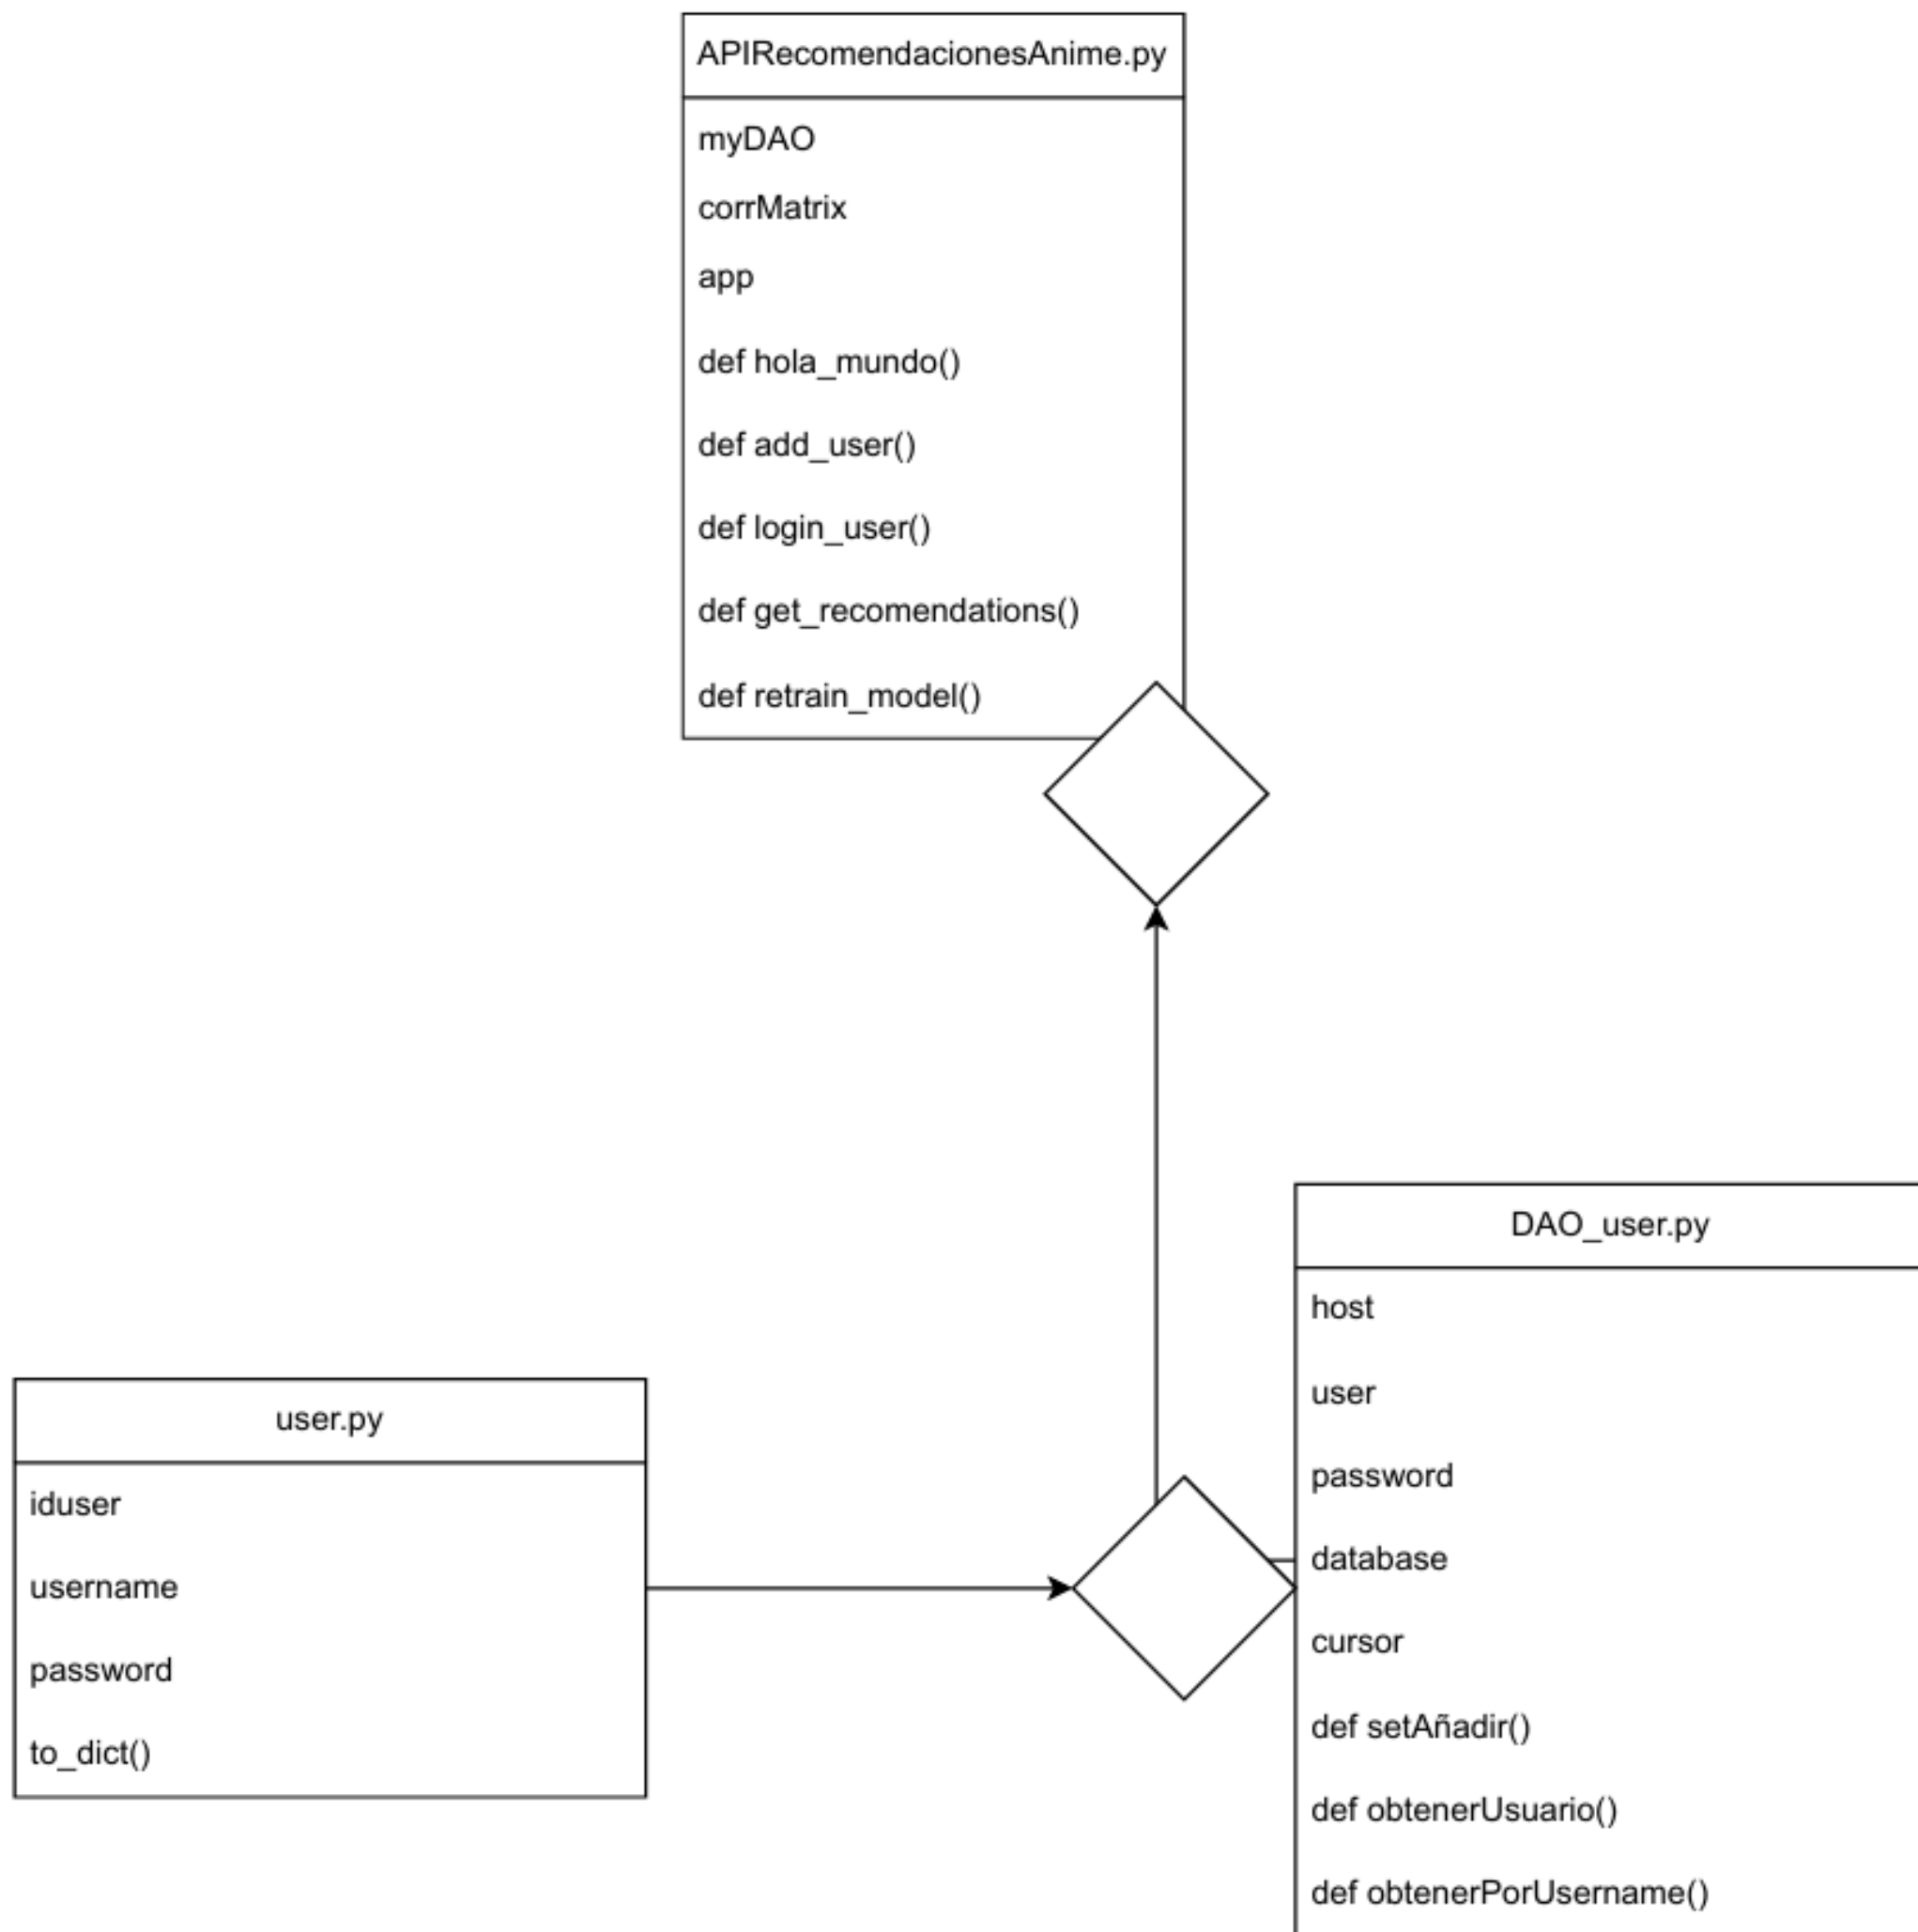 APIRecomendacionesAnime.py
myDAO
corrMatrix
app
def hola_mundo()
def add_user()
def login_user()
def get_recomendations()
def retrain_model()
user.py
iduser
username
password
to_dict()
DAO_user.py
host
user
password
database
cursor
def setAñadir()
def obtenerUsuario()
def obtenerPorUsername()